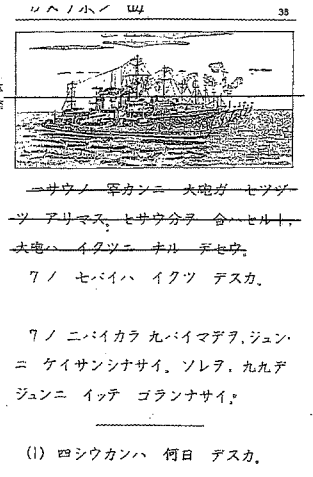 38
一サウノ 軍カンニ 大砲ガ 七ツヅ
ツ アリマス。七サウ分ヲ 合ハセルト、
大砲ハ イクツニ ナル デセウ。
7ノ 七バイハ イクツ デスカ。
7ノ 二バイカラ 九バイマデヲ、ジュン
ニ ケイサンシナサイ。ソレヲ、九九デ
ジュンニ イッテ ゴランナサイ。
(1) 四シウカンハ 何日 デスカ。